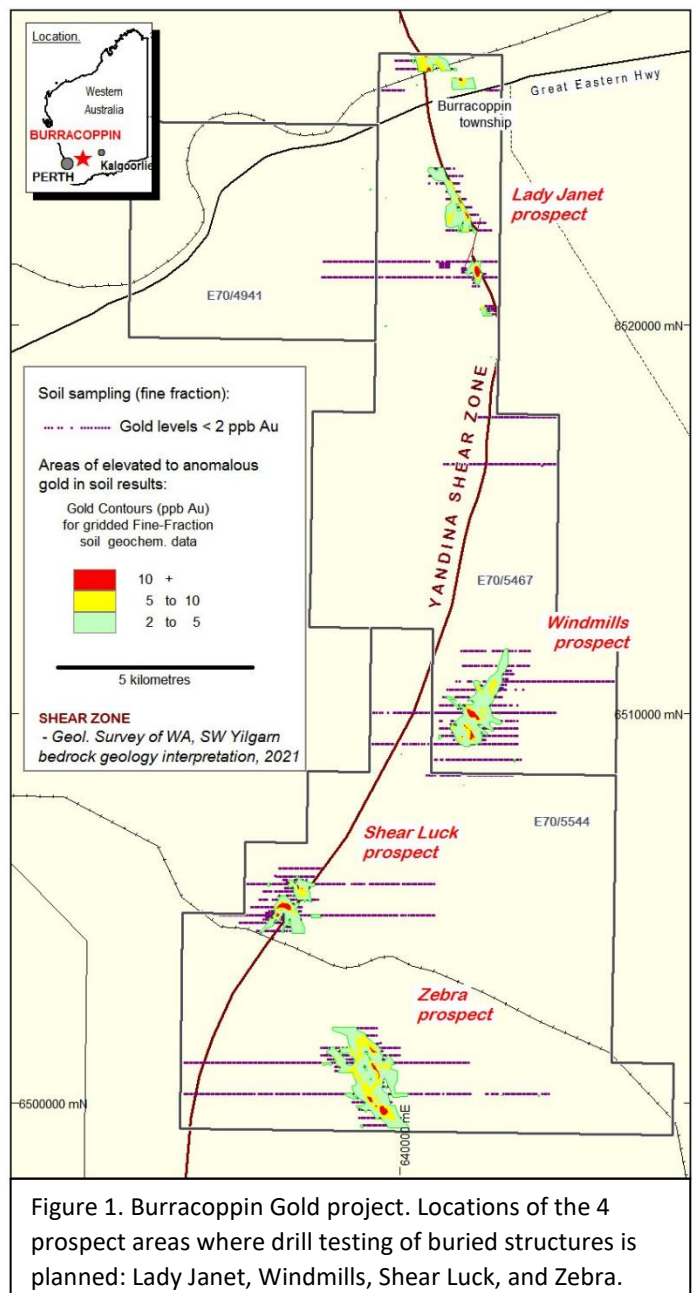 Location.
Western
Australia
BURRACOPPIN
Kalgoorlie
PERTH
Great Eastern Hwy
Burracoppin
township
Lady Janet
prospect
E70/4941
6520000 mN
YANDINA SHEAR ZONE
Soil sampling (fine fraction):
Gold levels < 2 ppb Au
Areas of elevated to anomalous
gold in soil results:
Gold Contours (ppb Au)
for gridded Fine-Fraction
soil geochem. data
10 +
5 to 10
2 to 5
5 kilometres
SHEAR ZONE
- Geol. Survey of WA, SW Yilgarn
bedrock geology interpretation, 2021
E70/5467
Windmills
prospect
6510000 mN
E70/5544
Shear Luck
prospect
Zebra
prospect
6500000 mN
640000 mE
Figure 1. Burracoppin Gold project. Locations of the 4
prospect areas where drill testing of buried structures is
planned: Lady Janet, Windmills, Shear Luck, and Zebra.